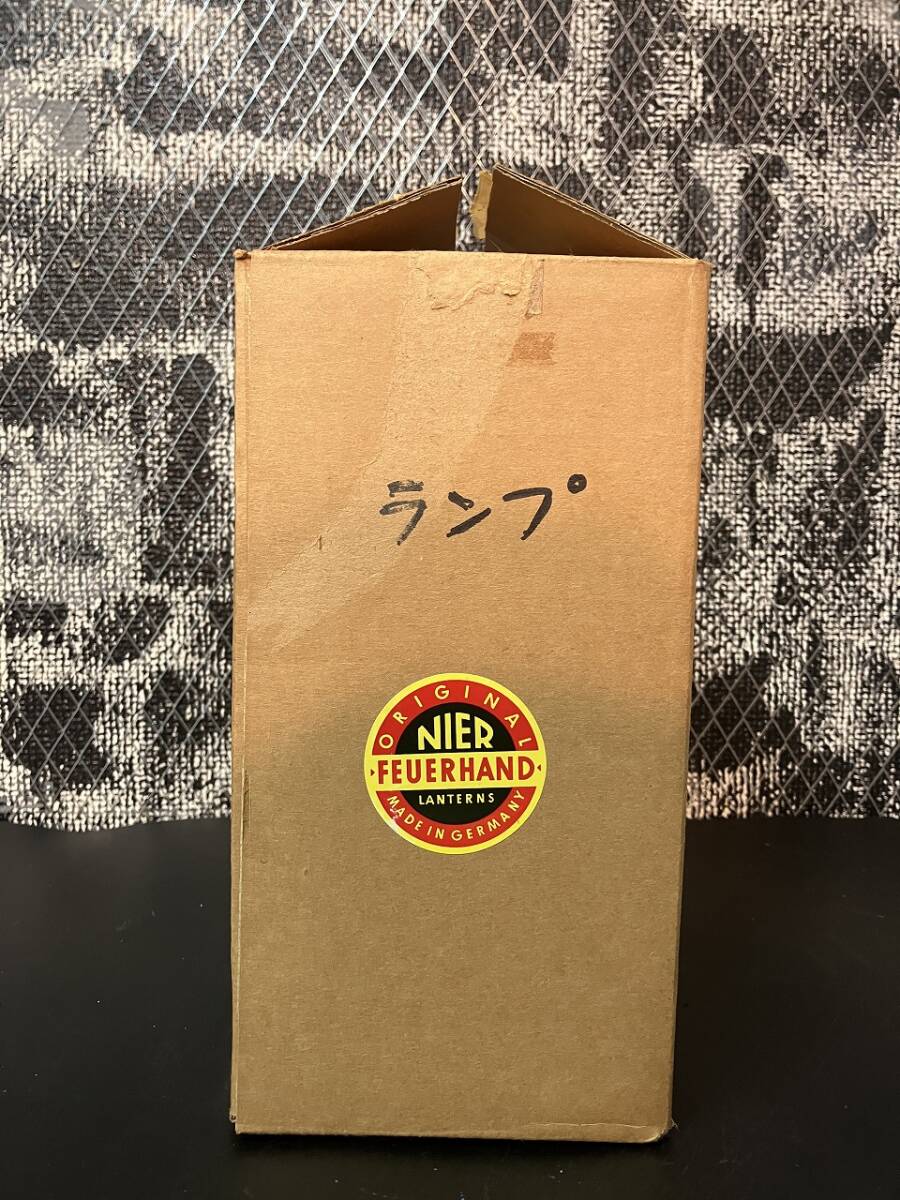 ランプ
ORIGINAL
NIER
FEUERHAND
LANTERNS
MADE IN GERMANY